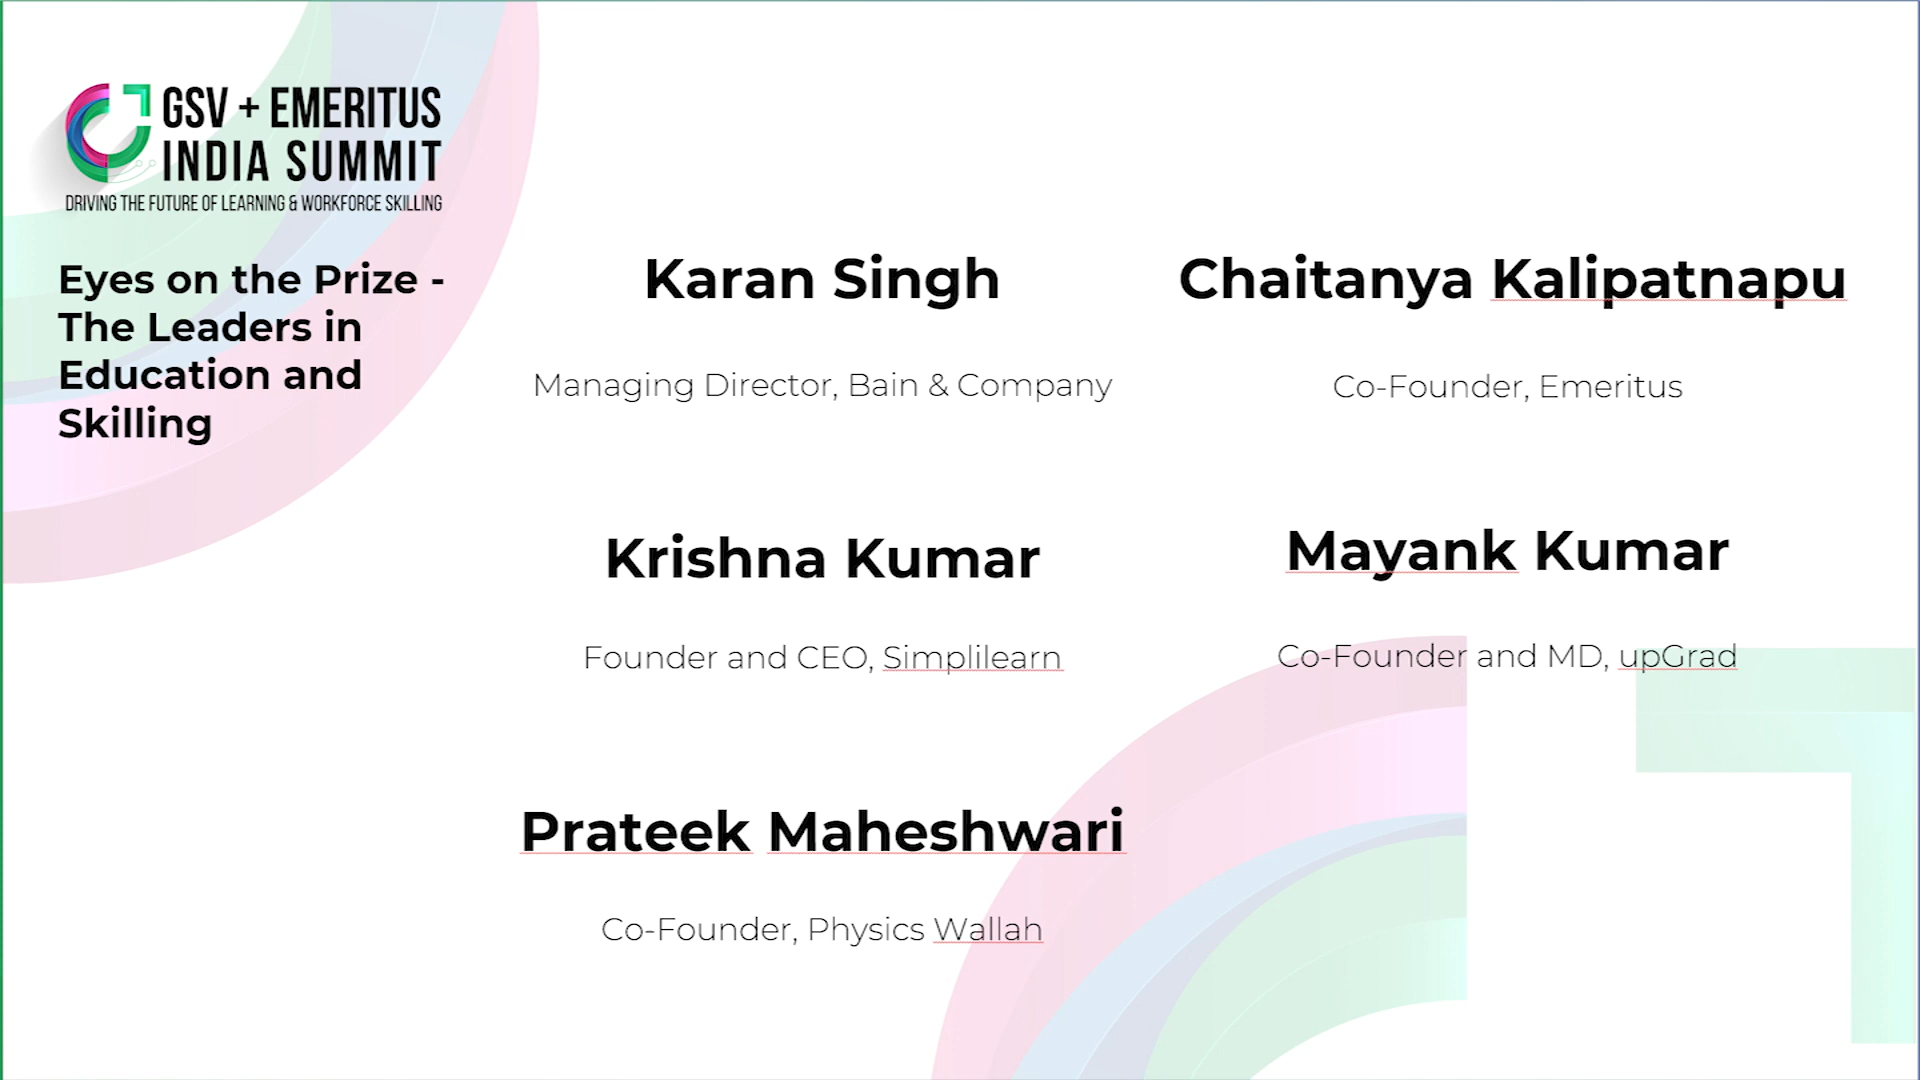 GSV + EMERITUS
INDIA SUMMIT
DRIVING THE FUTURE OF LEARNING & WORKFORCE SKILLING
Eyes on the Prize -
The Leaders in
Education and
Skilling
Karan Singh
Managing Director, Bain & Company
Chaitanya Kalipatnapu
Co-Founder, Emeritus
Krishna Kumar
Founder and CEO, Simplilearn
Mayank Kumar
Co-Founder and MD, upGrad
Prateek Maheshwari
Co-Founder, Physics Wallah